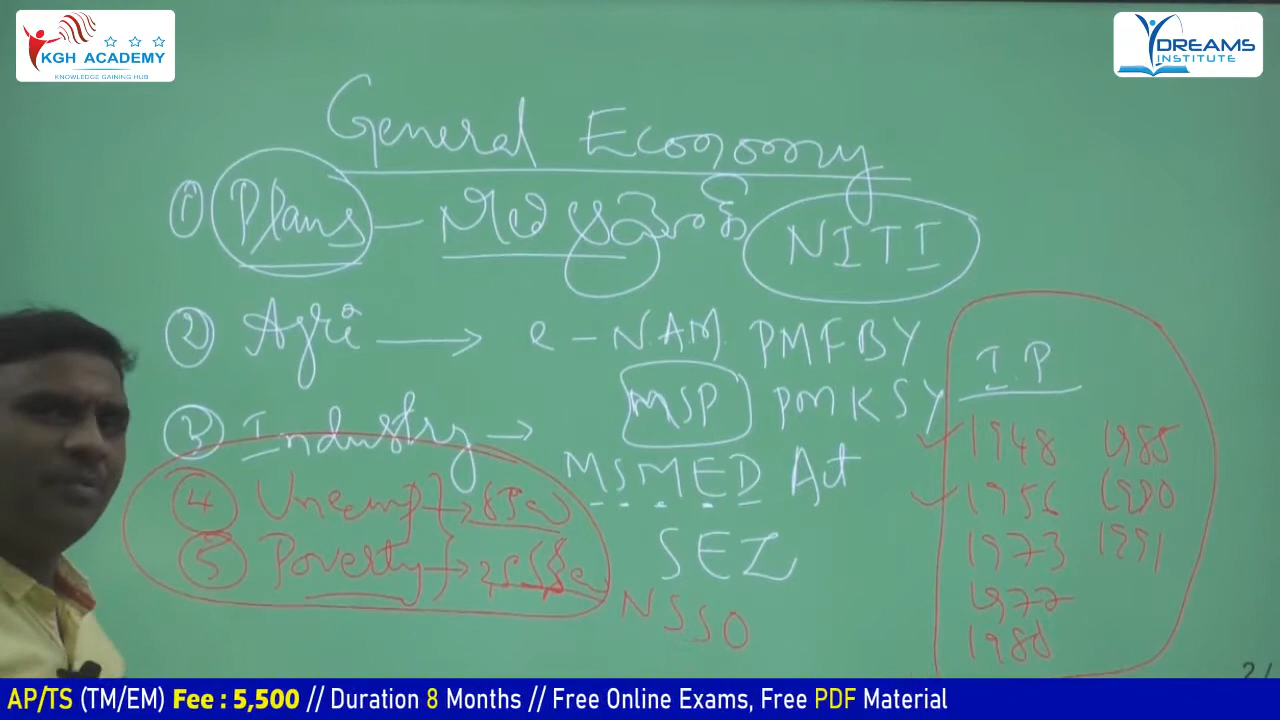 KGH ACADEMY
KNOWLEDGE GAINING HUB
DREAMS
INSTITUTE
General Economy
① Plans — NITI
② Agri → e-NAM PMFBY
MSP PMKSY
③ Industry →
MSMED Act
④ Unemp
SEZ
⑤ Poverty
NSSO
I.P
1948 1985
1956 1990
1973 1991
1977
1980
AP/TS (TM/EM) Fee : 5,500 // Duration 8 Months // Free Online Exams, Free PDF Material